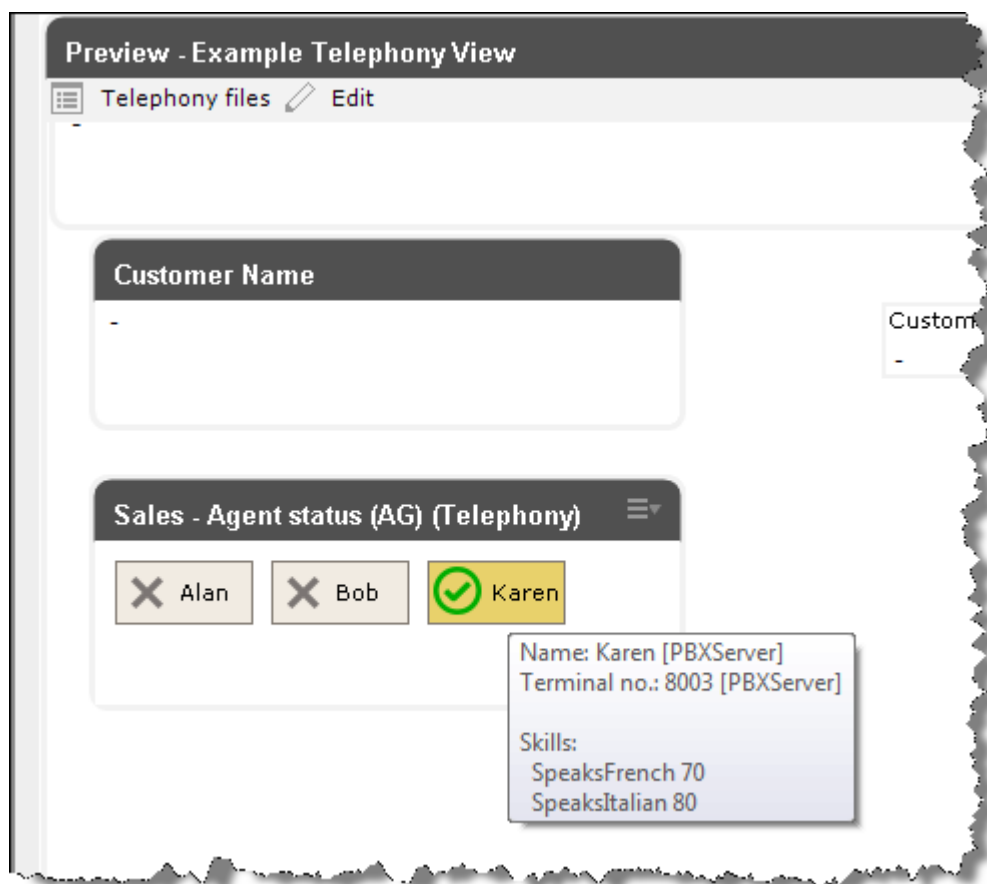 Preview - Example Telephony View
Telephony files Edit
-
Customer Name
-
Custom
-
Sales - Agent status (AG) (Telephony)
Alan Bob Karen
Name: Karen [PBXServer]
Terminal no.: 8003 [PBXServer]
Skills:
SpeaksFrench 70
SpeaksItalian 80